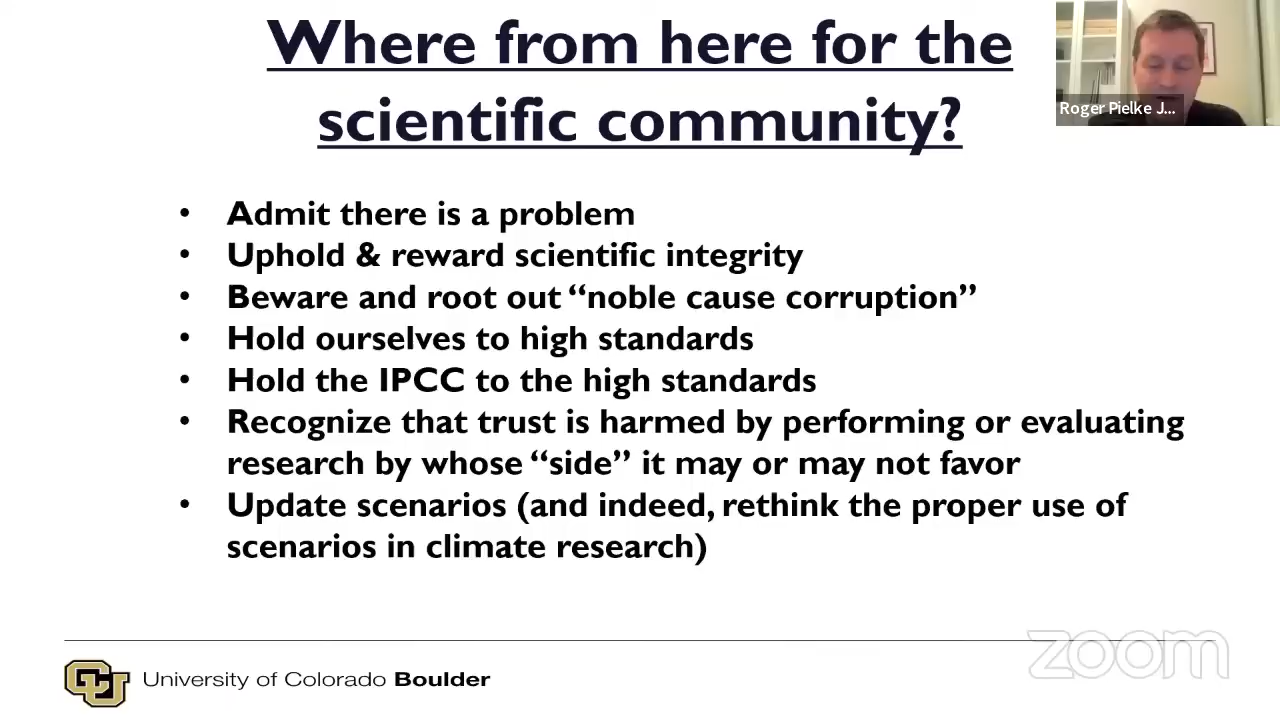 Where from here for the
scientific community?
Roger Pielke J...
• Admit there is a problem
• Uphold & reward scientific integrity
• Beware and root out “noble cause corruption”
• Hold ourselves to high standards
• Hold the IPCC to the high standards
• Recognize that trust is harmed by performing or evaluating
research by whose “side” it may or may not favor
• Update scenarios (and indeed, rethink the proper use of
scenarios in climate research)
CU
University of Colorado Boulder
zoom